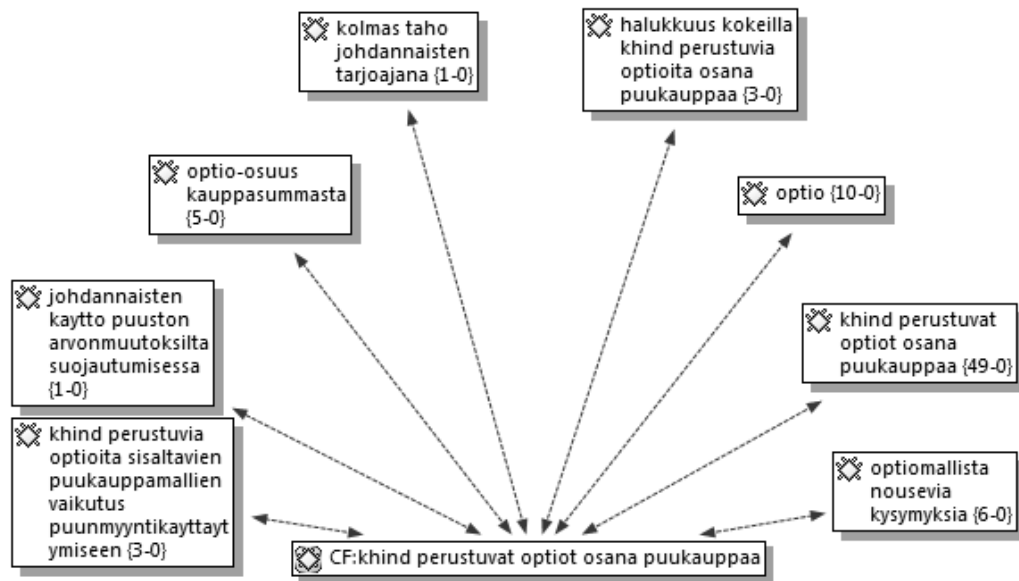 kolmas taho
johdannaisten
tarjoajana {1-0}
halukkuus kokeilla
khind perustuvia
optioita osana
puukauppaa {3-0}
optio-osuus
kauppasummasta
{5-0}
optio {10-0}
johdannaisten
kaytto puuston
arvonmuutoksilta
suojautumisessa
{1-0}
khind perustuvat
optiot osana
puukauppaa {49-0}
khind perustuvia
optioita sisaltavien
puukauppamallien
vaikutus
puunmyyntikayttayt
ymiseen {3-0}
optiomallista
nousevia
kysymyksia {6-0}
CF:khind perustuvat optiot osana puukauppaa